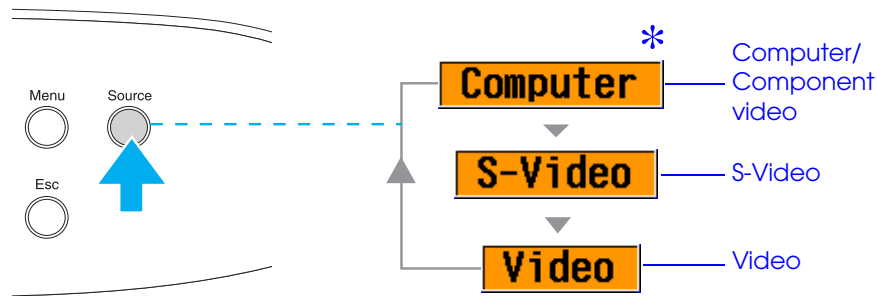 Menu
Source
Esc
*
Computer
Computer/
Component
video
S-Video
S-Video
Video
Video